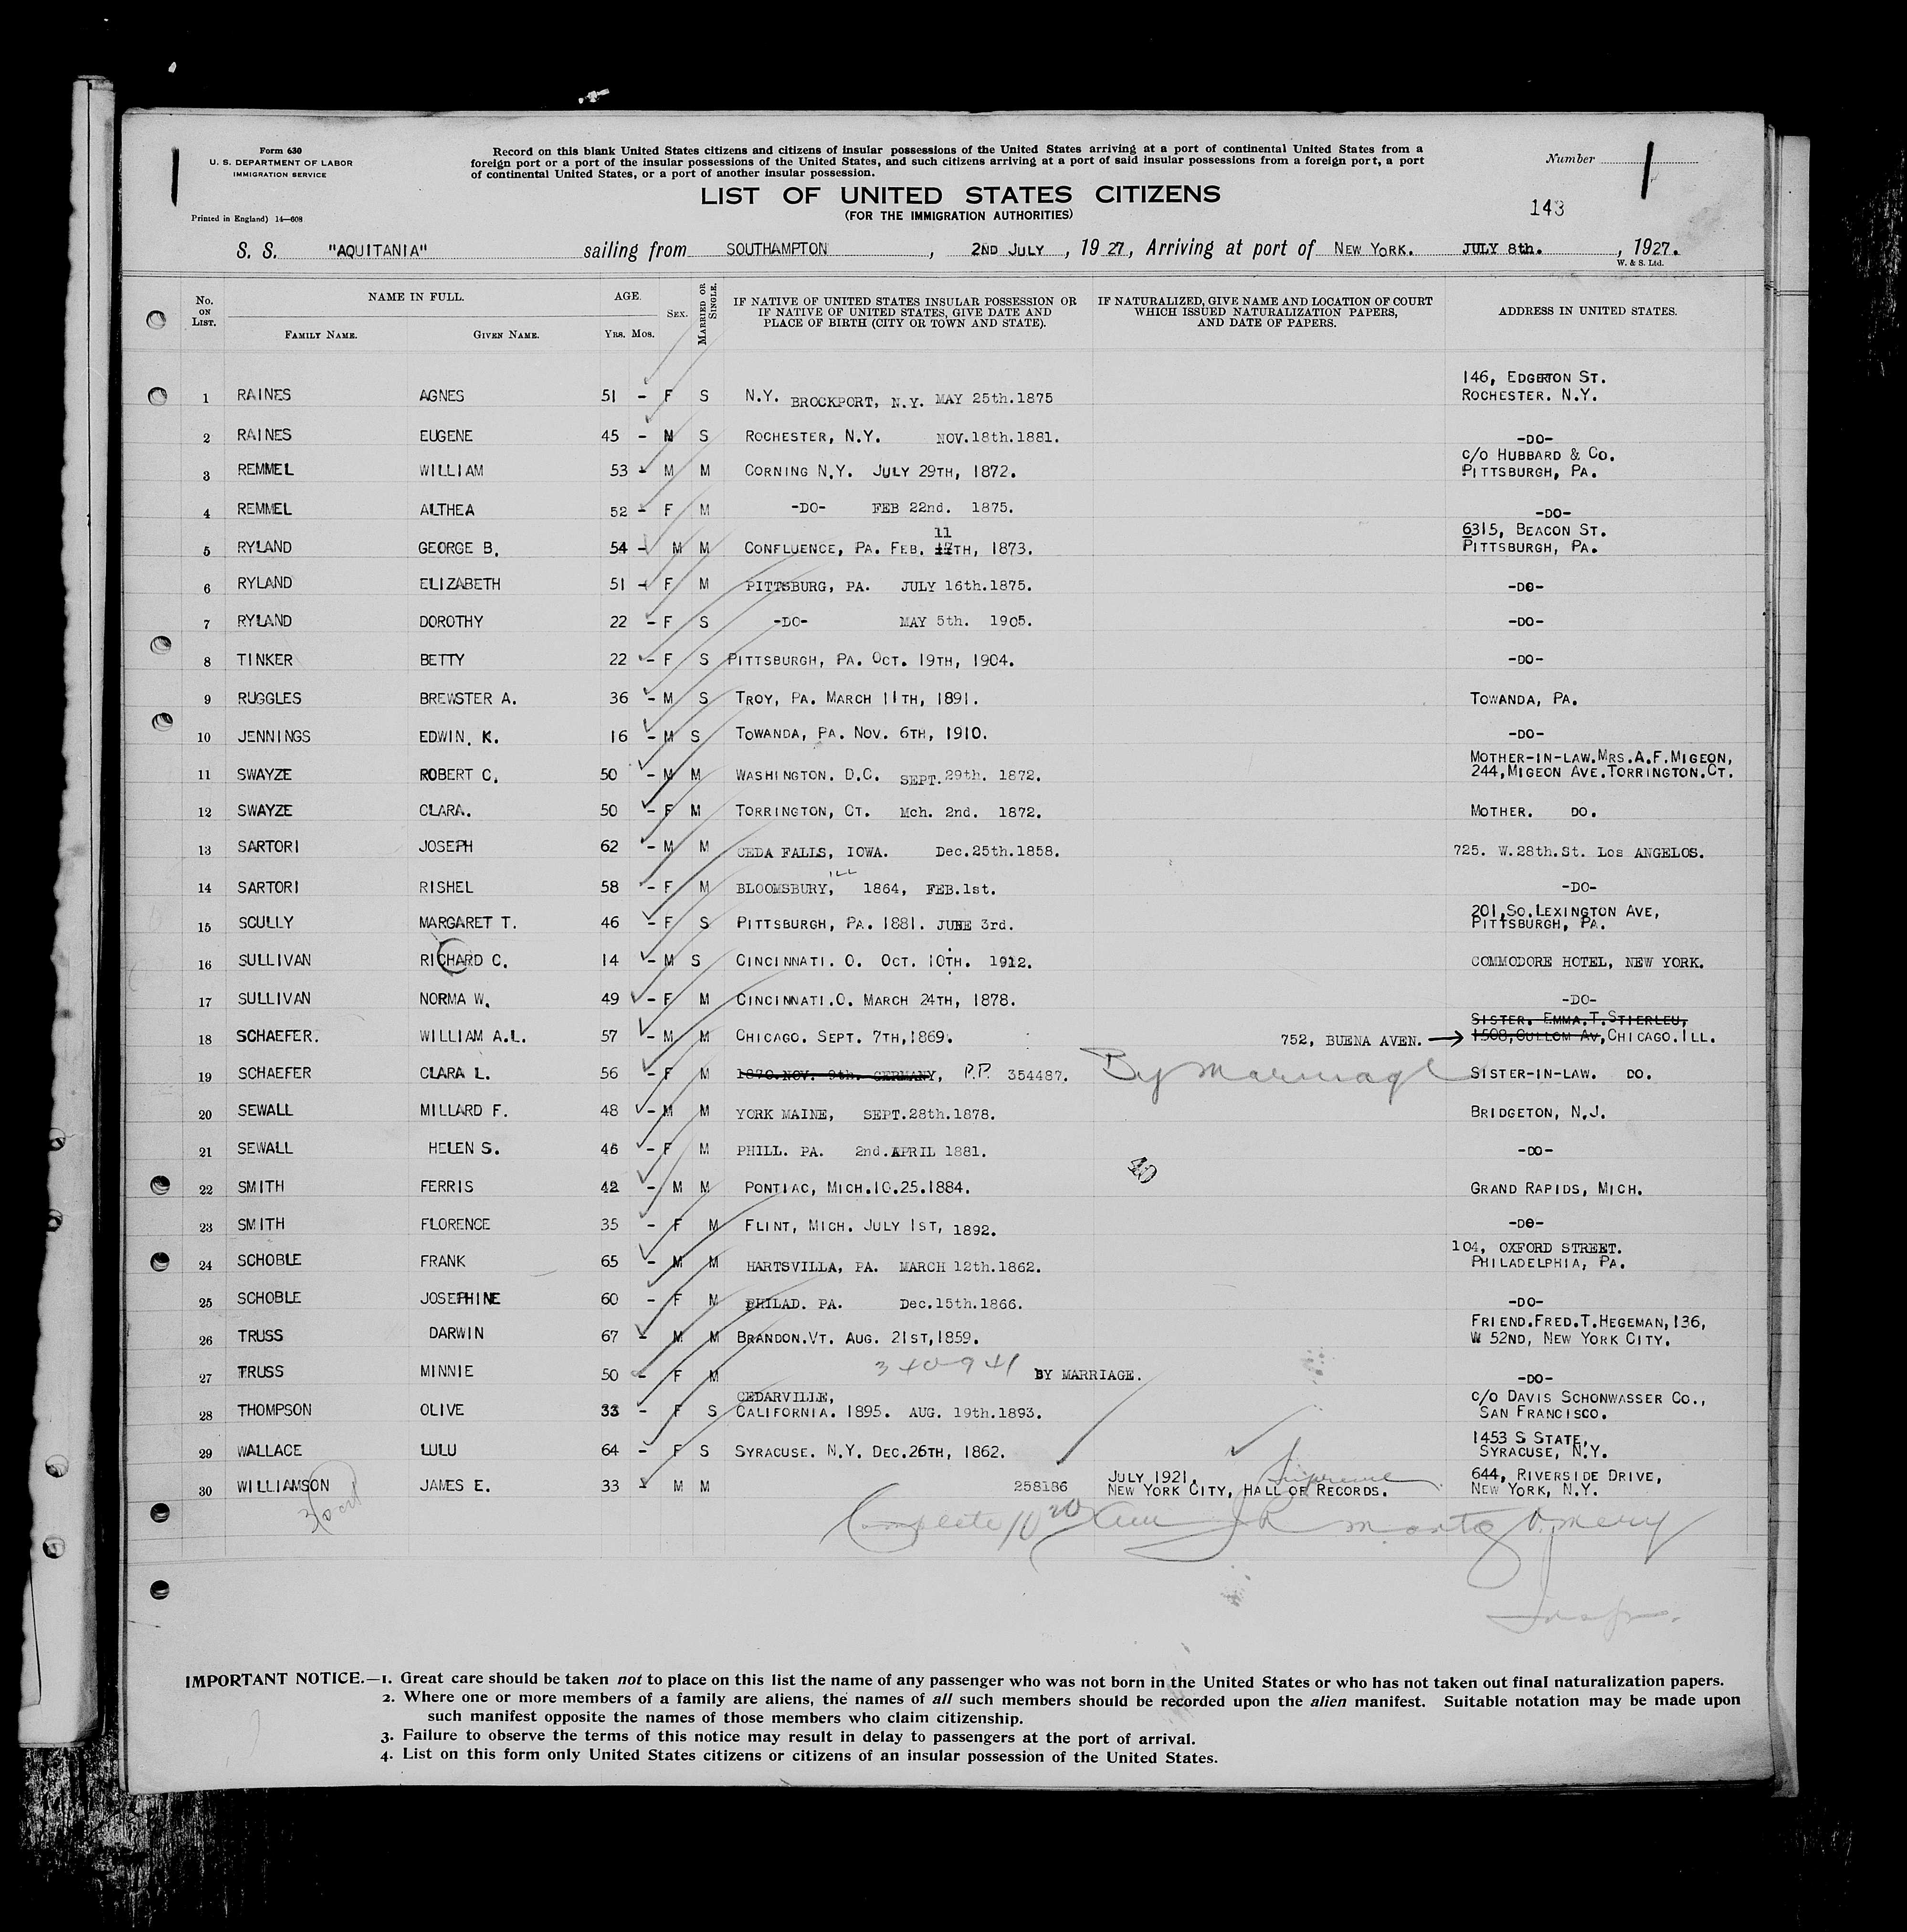 Form 630
U. S. DEPARTMENT OF LABOR
IMMIGRATION SERVICE
Printed in England) 14—608
Record on this blank United States citizens and citizens of insular possessions of the United States arriving at a port of continental United States from a
foreign port or a port of the insular possessions of the United States, and such citizens arriving at a port of said insular possessions from a foreign port, a port
of continental United States, or a port of another insular possession.
Number
LIST OF UNITED STATES CITIZENS
(FOR THE IMMIGRATION AUTHORITIES)
143
S. S. "AQUITANIA" sailing from SOUTHAMPTON , 2ND JULY , 19 27, Arriving at port of NEW YORK. JULY 8th. , 1927.
W. & S. Ltd.
No. ON LIST. NAME IN FULL. AGE. SEX. MARRIED OR SINGLE. IF NATIVE OF UNITED STATES INSULAR POSSESSION OR IF NATIVE OF UNITED STATES, GIVE DATE AND PLACE OF BIRTH (CITY OR TOWN AND STATE). IF NATURALIZED, GIVE NAME AND LOCATION OF COURT WHICH ISSUED NATURALIZATION PAPERS, AND DATE OF PAPERS. ADDRESS IN UNITED STATES.
FAMILY NAME. GIVEN NAME. YRS. MOS.
146, EDGERTON ST.
1 RAINES AGNES 51 - F S N.Y. BROCKPORT, N.Y. MAY 25th.1875 ROCHESTER. N.Y.
2 RAINES EUGENE 45 - M S ROCHESTER, N.Y. NOV.18th.1881. -DO-
c/o HUBBARD & CO.
3 REMMEL WILLIAM 53 - M M CORNING N.Y. JULY 29TH, 1872. PITTSBURGH, PA.
4 REMMEL ALTHEA 52 - F M -DO- FEB 22nd. 1875. -DO-
11 6315, BEACON ST.
5 RYLAND GEORGE B. 54 - M M CONFLUENCE, PA. FEB. 17TH, 1873. PITTSBURGH, PA.
6 RYLAND ELIZABETH 51 - F M PITTSBURG, PA. JULY 16th.1875. -DO-
7 RYLAND DOROTHY 22 - F S -DO- MAY 5th. 1905. -DO-
8 TINKER BETTY 22 - F S PITTSBURGH, PA. OCT. 19TH, 1904. -DO-
9 RUGGLES BREWSTER A. 36 - M S TROY, PA. MARCH 11TH, 1891. TOWANDA, PA.
10 JENNINGS EDWIN. K. 16 - M S TOWANDA, PA. NOV. 6TH, 1910. -DO-
MOTHER-IN-LAW.MRS.A.F.MIGEON,
11 SWAYZE ROBERT C. 50 - M M WASHINGTON. D.C. SEPT.29th. 1872. 244,MIGEON AVE.TORRINGTON.CT.
12 SWAYZE CLARA. 50 - F M TORRINGTON, CT. Mch. 2nd. 1872. MOTHER. DO.
13 SARTORI JOSEPH 62 - M M CEDA FALLS, IOWA. Dec.25th.1858. 725. W.28th.St. Los ANGELOS.
ILL
14 SARTORI RISHEL 58 - F M BLOOMSBURY, 1864, FEB.1st. -DO-
201,SO.LEXINGTON AVE,
15 SCULLY MARGARET T. 46 - F S PITTSBURGH, PA. 1881. JUNE 3rd. PITTSBURGH, PA.
16 SULLIVAN RICHARD C. 14 - M S CINCINNATI. O. OCT. 10TH. 1912. COMMODORE HOTEL, NEW YORK.
17 SULLIVAN NORMA W. 49 - F M CINCINNATI.O. MARCH 24TH, 1878. -DO-
SISTER. EMMA.T.STIERLEU,
18 SCHAEFER. WILLIAM A.L. 57 - M M CHICAGO. SEPT. 7TH,1869. 752, BUENA AVEN. → 1508,CULLOM AV,CHICAGO.ILL.
19 SCHAEFER CLARA L. 56 - F M 1870.NOV. 9th. GERMANY, P.P. 354487. By Marriage SISTER-IN-LAW. DO.
20 SEWALL MILLARD F. 48 - M M YORK MAINE, SEPT.28th.1878. BRIDGETON, N.J.
21 SEWALL HELEN S. 46 - F M PHILL. PA. 2nd.APRIL 1881. -DO-
40
22 SMITH FERRIS 42 - M M PONTIAC, MICH.10.25.1884. GRAND RAPIDS, MICH.
23 SMITH FLORENCE 35 - F M FLINT, MICH. JULY 1ST, 1892. -DO-
104, OXFORD STREET.
24 SCHOBLE FRANK 65 - M M HARTSVILLA, PA. MARCH 12th.1862. PHILADELPHIA, PA.
25 SCHOBLE JOSEPHINE 60 - F M PHILAD. PA. Dec.15th.1866. -DO-
FRIEND.FRED.T.HEGEMAN,136,
26 TRUSS DARWIN 67 - M M BRANDON.VT. AUG. 21ST,1859. W 52ND, NEW YORK CITY.
27 TRUSS MINNIE 50 - F M 340941 BY MARRIAGE. -DO-
CEDARVILLE, c/o DAVIS SCHONWASSER CO.,
28 THOMPSON OLIVE 33 - F S CALIFORNIA. 1895. AUG. 19th.1893. SAN FRANCISCO.
1453 S STATE,
29 WALLACE LULU 64 - F S SYRACUSE. N.Y. DEC.26TH, 1862. SYRACUSE, N.Y.
JULY 1921. Supreme 644, RIVERSIDE DRIVE,
30 WILLIAMSON JAMES E. 33 - M M 258186 NEW YORK CITY, HALL OF RECORDS. NEW YORK, N.Y.
Complete 10 20 Am J R Montgomery
Insp.
IMPORTANT NOTICE.—1. Great care should be taken not to place on this list the name of any passenger who was not born in the United States or who has not taken out final naturalization papers.
2. Where one or more members of a family are aliens, the names of all such members should be recorded upon the alien manifest. Suitable notation may be made upon
such manifest opposite the names of those members who claim citizenship.
3. Failure to observe the terms of this notice may result in delay to passengers at the port of arrival.
4. List on this form only United States citizens or citizens of an insular possession of the United States.